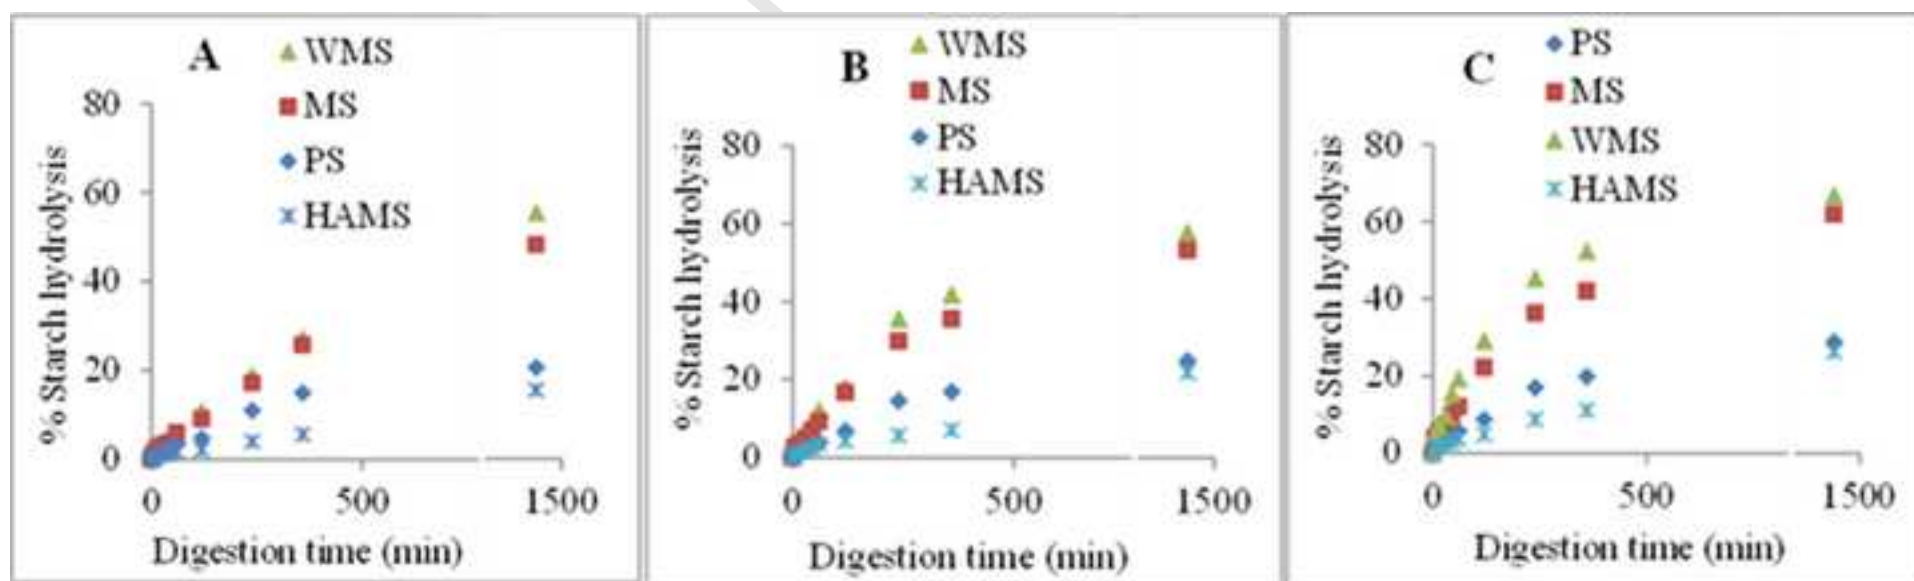 A
WMS
MS
PS
HAMS
80
60
40
20
0
0 500 1500
% Starch hydrolysis
Digestion time (min)
B
WMS
MS
PS
HAMS
80
60
40
20
0
0 500 1500
% Starch hydrolysis
Digestion time (min)
C
PS
MS
WMS
HAMS
80
60
40
20
0
0 500 1500
% Starch hydrolysis
Digestion time (min)